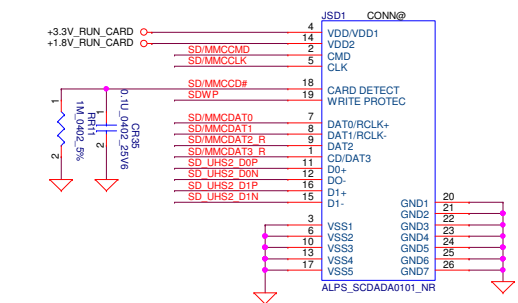 JSD1 CONN@
+3.3V_RUN_CARD 4 VDD/VDD1
+1.8V_RUN_CARD 14 VDD2
SD/MMCCMD 2 CMD
SD/MMCCLK 5 CLK
SD/MMCCD# 18 CARD DETECT
SDWP 19 WRITE PROTEC
SD/MMCDAT0 7 DAT0/RCLK+
SD/MMCDAT1 8 DAT1/RCLK-
SD/MMCDAT2_R 9 DAT2
SD/MMCDAT3_R 1 CD/DAT3
SD_UHS2_D0P 11 D0+
SD_UHS2_D0N 12 DO-
SD_UHS2_D1P 16 D1+
SD_UHS2_D1N 15 D1-
1 2
RR11
1M_0402_5%
1 2
CR35
0.1U_0402_25V6
3 VSS1
6 VSS2
10 VSS3
13 VSS4
17 VSS5
GND1 20
GND2 21
GND3 22
GND4 23
GND5 24
GND6 25
GND7 26
ALPS_SCDADA0101_NR